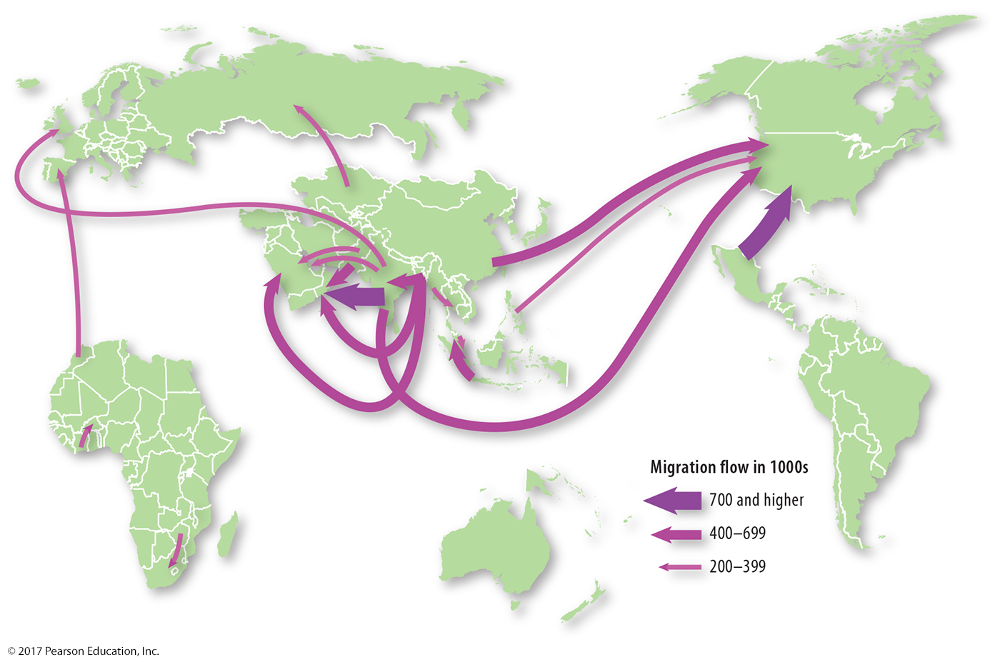 Migration flow in 1000s
700 and higher
400–699
200–399
© 2017 Pearson Education, Inc.